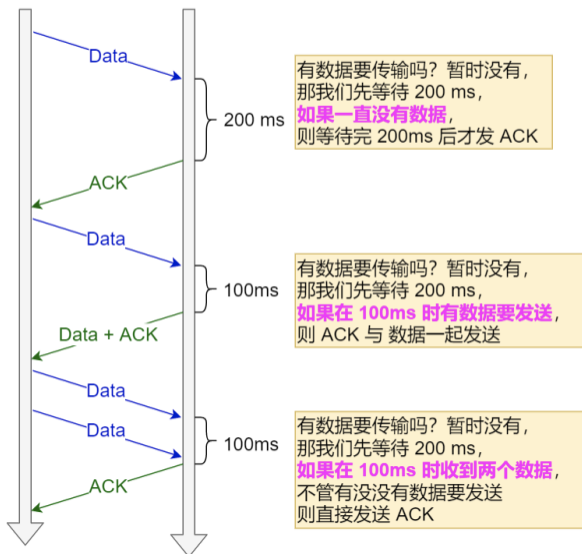 Data
200 ms
有数据要传输吗？暂时没有，
那我们先等待 200 ms，
如果一直没有数据，
则等待完 200ms 后才发 ACK
ACK
Data
100ms
有数据要传输吗？暂时没有，
那我们先等待 200 ms，
如果在 100ms 时有数据要发送，
则 ACK 与 数据一起发送
Data + ACK
Data
Data
100ms
有数据要传输吗？暂时没有，
那我们先等待 200 ms，
如果在 100ms 时收到两个数据，
不管有没没有数据要发送
则直接发送 ACK
ACK